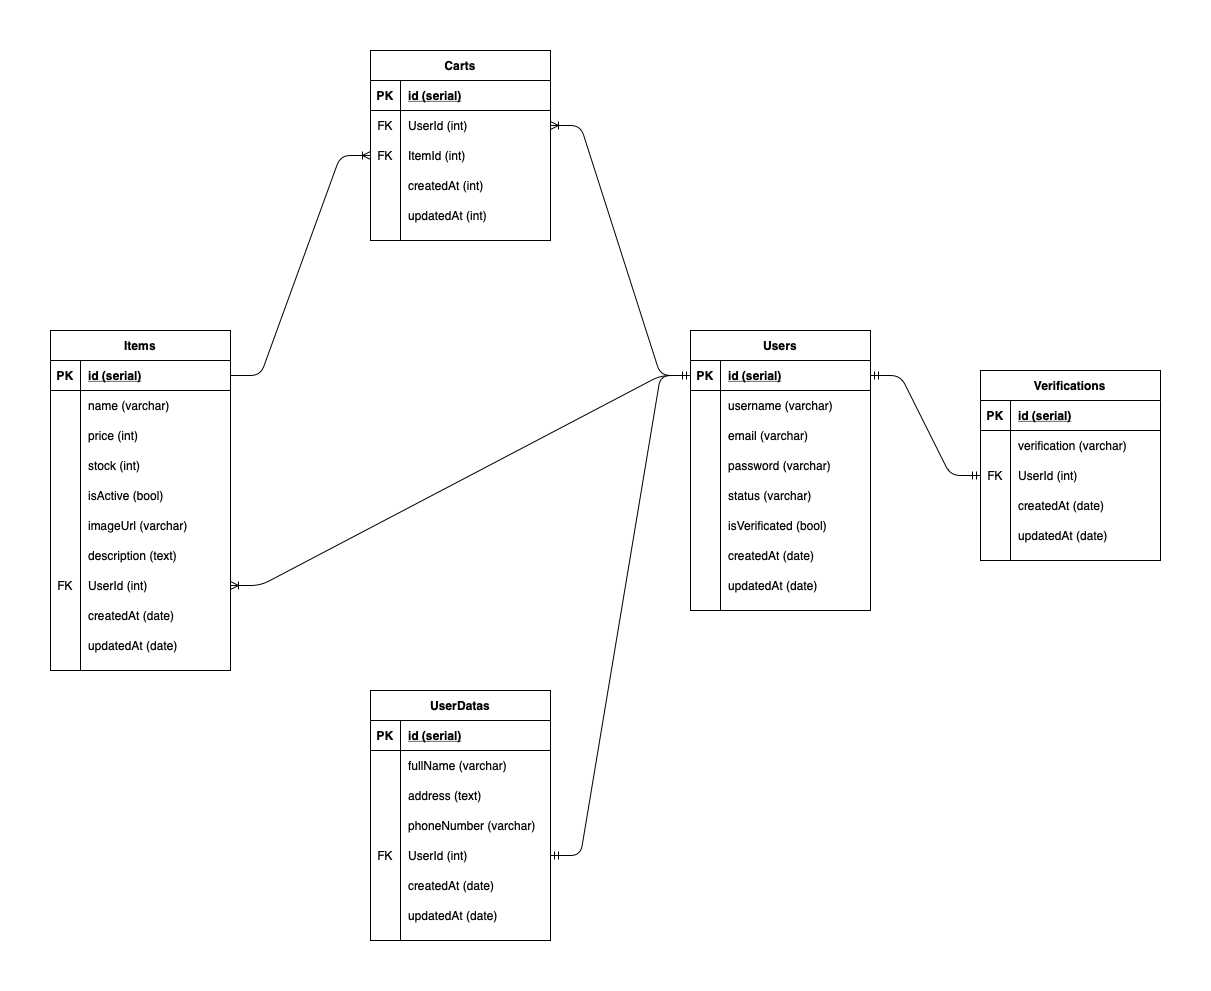 Carts
PK id (serial)
FK UserId (int)
FK ItemId (int)
createdAt (int)
updatedAt (int)
Items
PK id (serial)
name (varchar)
price (int)
stock (int)
isActive (bool)
imageUrl (varchar)
description (text)
FK UserId (int)
createdAt (date)
updatedAt (date)
Users
PK id (serial)
username (varchar)
email (varchar)
password (varchar)
status (varchar)
isVerificated (bool)
createdAt (date)
updatedAt (date)
Verifications
PK id (serial)
verification (varchar)
FK UserId (int)
createdAt (date)
updatedAt (date)
UserDatas
PK id (serial)
fullName (varchar)
address (text)
phoneNumber (varchar)
FK UserId (int)
createdAt (date)
updatedAt (date)